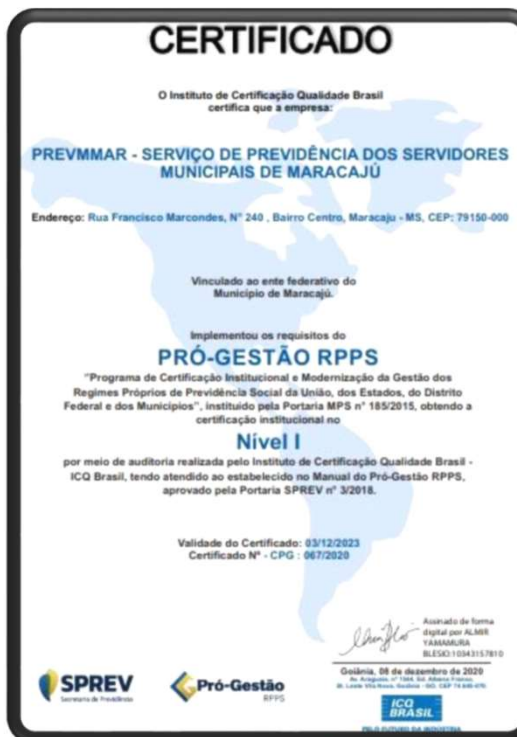 CERTIFICADO
O Instituto de Certificação Qualidade Brasil
certifica que a empresa:
PREVMMAR - SERVIÇO DE PREVIDÊNCIA DOS SERVIDORES
MUNICIPAIS DE MARACAJÚ
Endereço: Rua Francisco Marcondes, N° 240 , Bairro Centro, Maracaju - MS, CEP: 79150-000
Vinculado ao ente federativo do
Município de Maracajú.
Implementou os requisitos do
PRÓ-GESTÃO RPPS
"Programa de Certificação Institucional e Modernização da Gestão dos
Regimes Próprios de Previdência Social da União, dos Estados, do Distrito
Federal e dos Municípios", instituído pela Portaria MPS n° 185/2015, obtendo a
certificação institucional no
Nível I
por meio de auditoria realizada pelo Instituto de Certificação Qualidade Brasil -
ICQ Brasil, tendo atendido ao estabelecido no Manual do Pró-Gestão RPPS,
aprovado pela Portaria SPREV n° 3/2018.
Validade do Certificado: 03/12/2023
Certificado N° - CPG : 067/2020
Assinado de forma
digital por ALMIR
YAMAMURA
BLESIO:10343157810
Goiânia, 08 de dezembro de 2020
SPREV
Secretaria de Previdência
Pró-Gestão
RPPS
ICQ
BRASIL
PELO FUTURO DA INDÚSTRIA